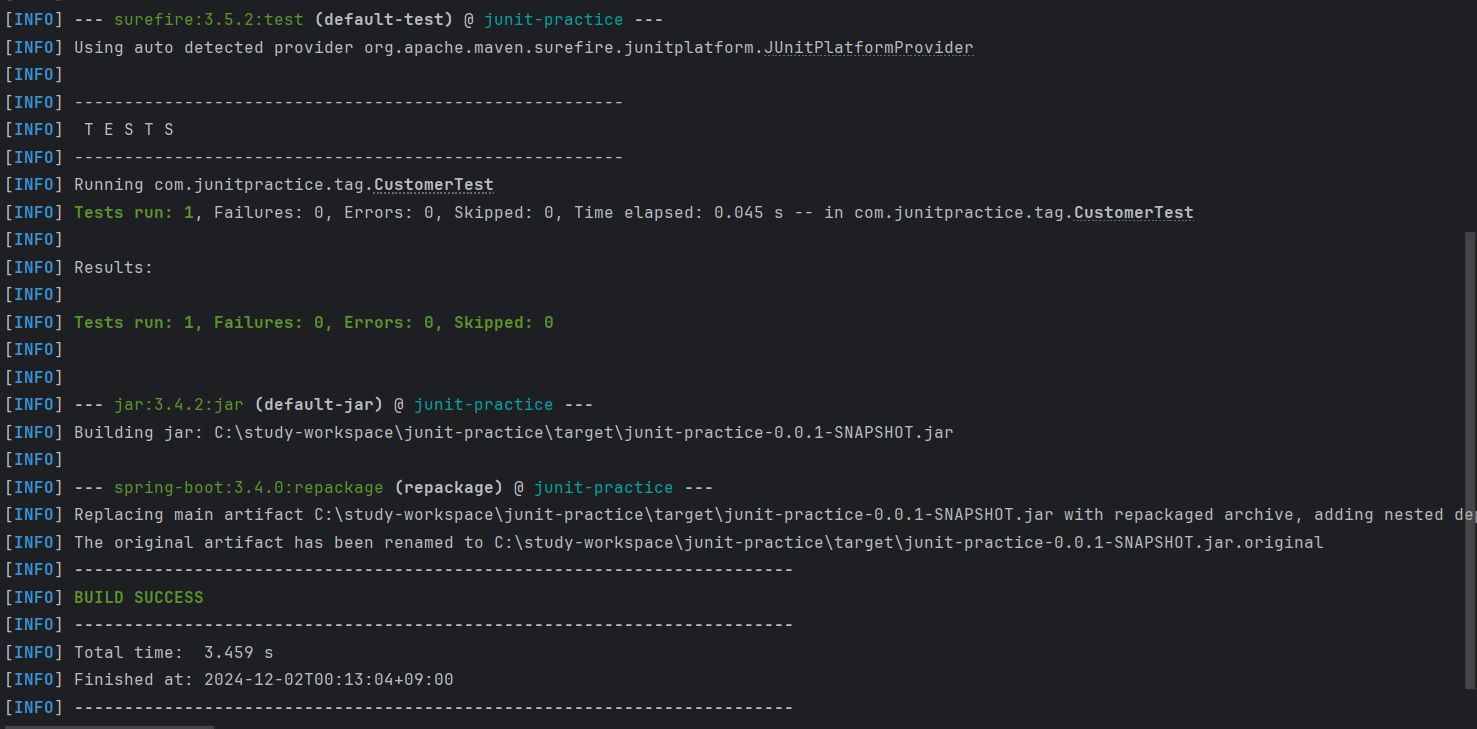 [INFO] --- surefire:3.5.2:test (default-test) @ junit-practice ---
[INFO] Using auto detected provider org.apache.maven.surefire.junitplatform.JUnitPlatformProvider
[INFO]
[INFO] -------------------------------------------------------
[INFO]  T E S T S
[INFO] -------------------------------------------------------
[INFO] Running com.junitpractice.tag.CustomerTest
[INFO] Tests run: 1, Failures: 0, Errors: 0, Skipped: 0, Time elapsed: 0.045 s -- in com.junitpractice.tag.CustomerTest
[INFO]
[INFO] Results:
[INFO]
[INFO] Tests run: 1, Failures: 0, Errors: 0, Skipped: 0
[INFO]
[INFO]
[INFO] --- jar:3.4.2:jar (default-jar) @ junit-practice ---
[INFO] Building jar: C:\study-workspace\junit-practice\target\junit-practice-0.0.1-SNAPSHOT.jar
[INFO]
[INFO] --- spring-boot:3.4.0:repackage (repackage) @ junit-practice ---
[INFO] Replacing main artifact C:\study-workspace\junit-practice\target\junit-practice-0.0.1-SNAPSHOT.jar with repackaged archive, adding nested
[INFO] The original artifact has been renamed to C:\study-workspace\junit-practice\target\junit-practice-0.0.1-SNAPSHOT.jar.original
[INFO] ------------------------------------------------------------------------
[INFO] BUILD SUCCESS
[INFO] ------------------------------------------------------------------------
[INFO] Total time:  3.459 s
[INFO] Finished at: 2024-12-02T00:13:04+09:00
[INFO] ------------------------------------------------------------------------